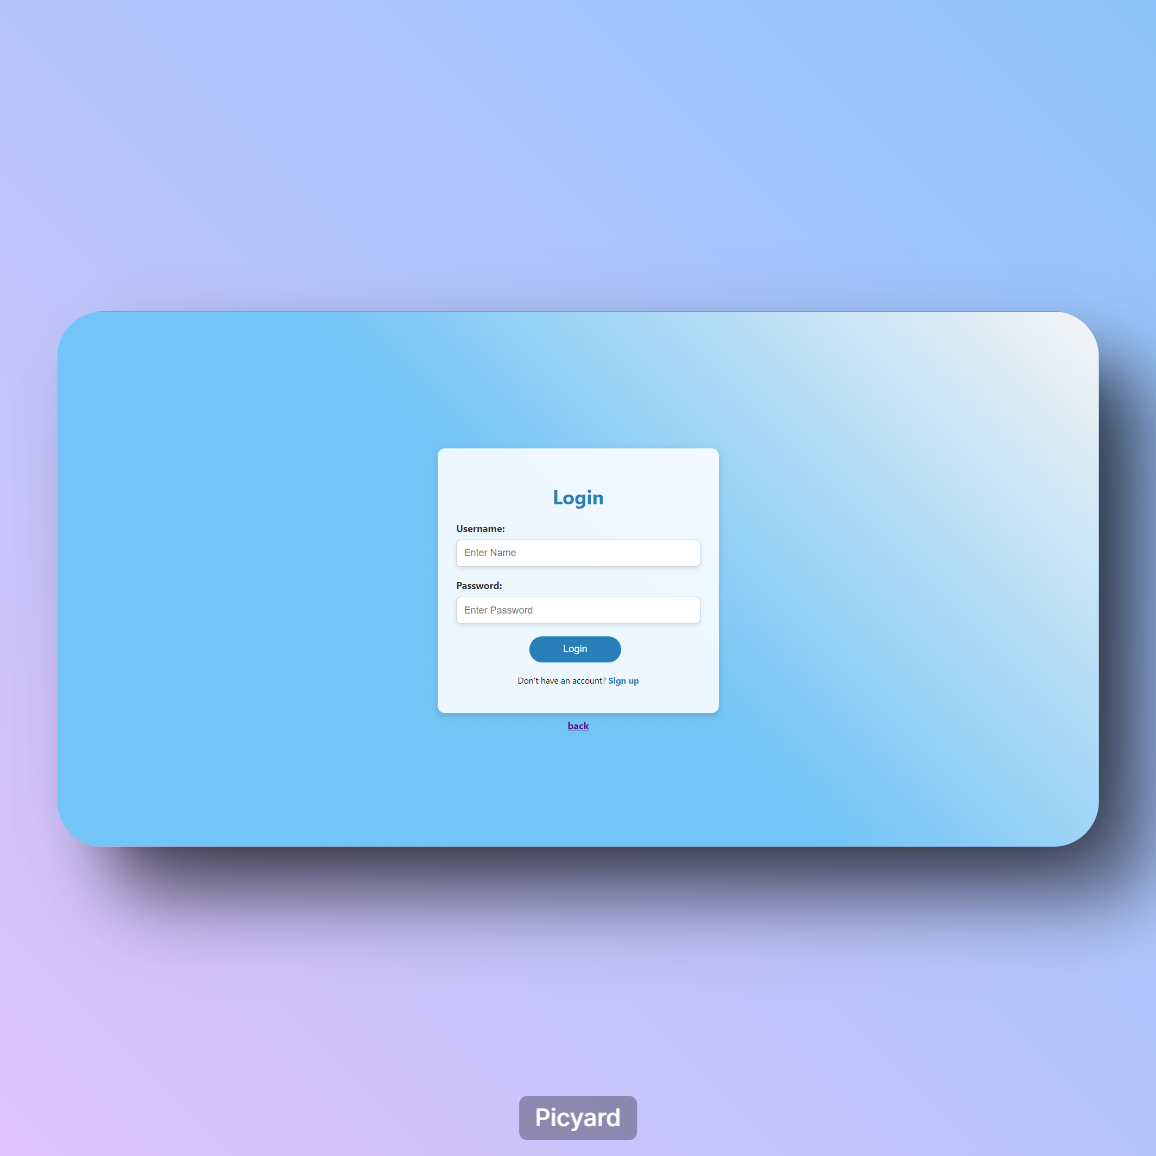 Login
Username:
Enter Name
Password:
Enter Password
Login
Don't have an account? Sign up
back
Picyard